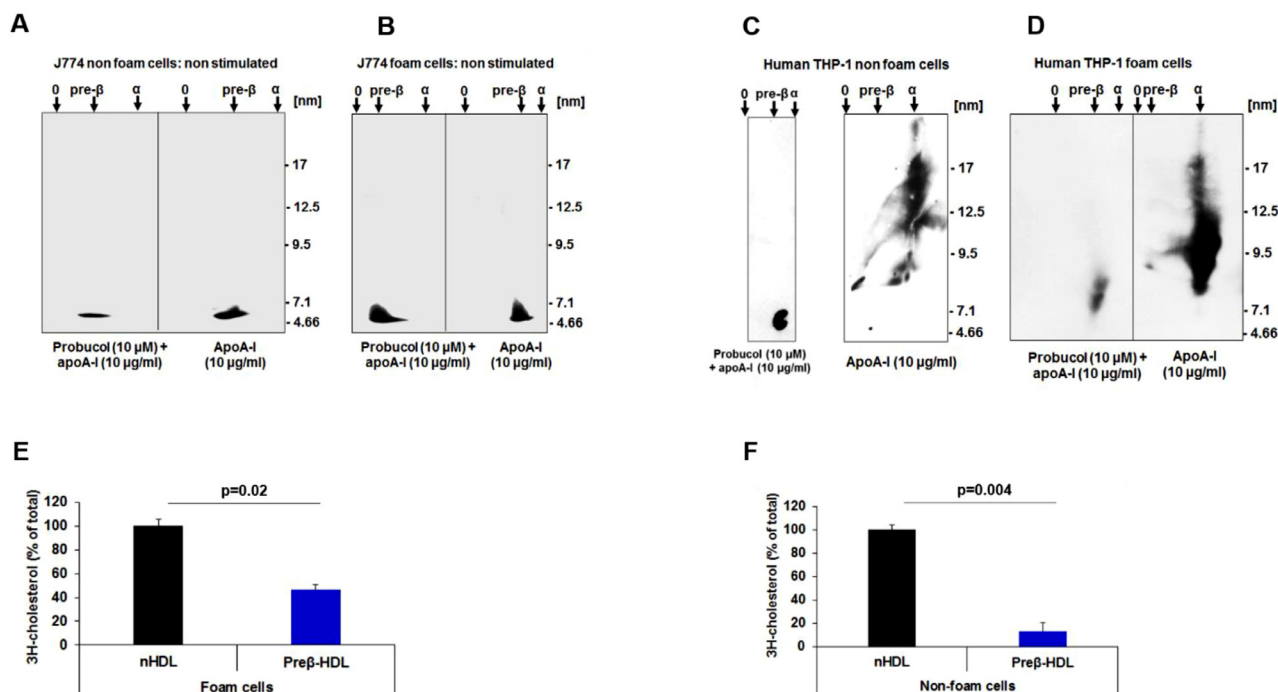 A
J774 non foam cells: non stimulated
0 pre-β α 0 pre-β α [nm]
- 17
- 12.5
- 9.5
- 7.1
- 4.66
Probucol (10 µM) + apoA-I (10 µg/ml)
ApoA-I (10 µg/ml)
B
J774 foam cells: non stimulated
0 pre-β α 0 pre-β α [nm]
- 17
- 12.5
- 9.5
- 7.1
- 4.66
Probucol (10 µM) + apoA-I (10 µg/ml)
ApoA-I (10 µg/ml)
C
Human THP-1 non foam cells
0 pre-β α 0 pre-β α [nm]
- 17
- 12.5
- 9.5
- 7.1
- 4.66
Probucol (10 µM) + apoA-I (10 µg/ml)
ApoA-I (10 µg/ml)
D
Human THP-1 foam cells
0 pre-β α 0 pre-β α [nm]
- 17
- 12.5
- 9.5
- 7.1
- 4.66
Probucol (10 µM) + apoA-I (10 µg/ml)
ApoA-I (10 µg/ml)
E
p=0.02
3H-cholesterol (% of total)
120
100
80
60
40
20
0
nHDL Preβ-HDL
Foam cells
F
p=0.004
3H-cholesterol (% of total)
120
100
80
60
40
20
0
nHDL Preβ-HDL
Non-foam cells